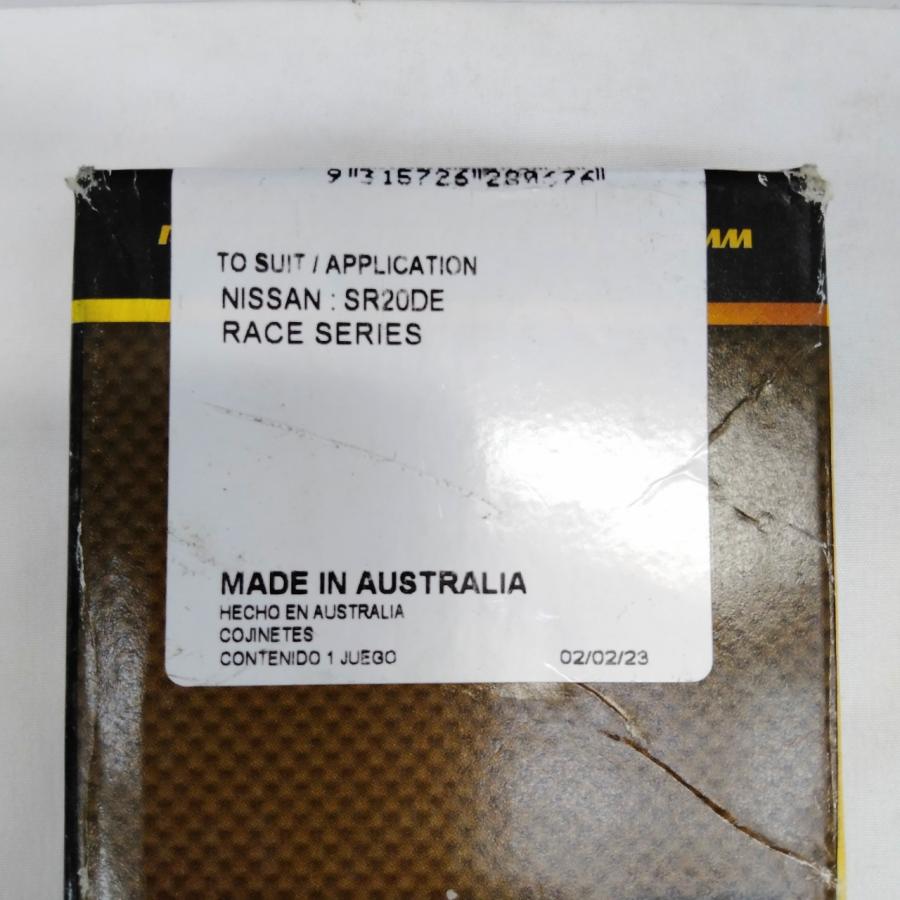 TO SUIT / APPLICATION
NISSAN : SR20DE
RACE SERIES
MADE IN AUSTRALIA
HECHO EN AUSTRALIA
COJINETES
CONTENIDO 1 JUEGO
02/02/23